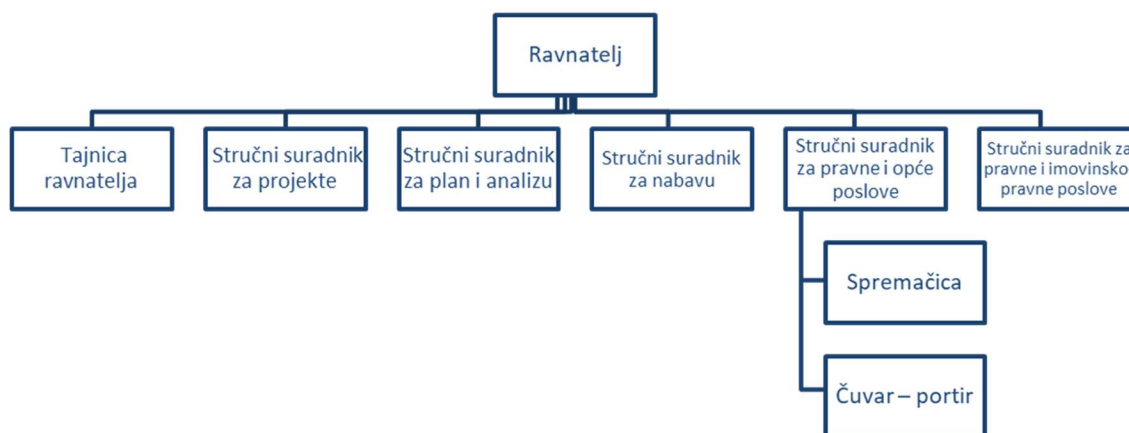 Ravnatelj
Tajnica
ravnatelja
Stručni suradnik
za projekte
Stručni suradnik
za plan i analizu
Stručni suradnik
za nabavu
Stručni suradnik
za pravne i opće
poslove
Stručni suradnik za
pravne i imovinsko-
pravne poslove
Spremačica
Čuvar – portir